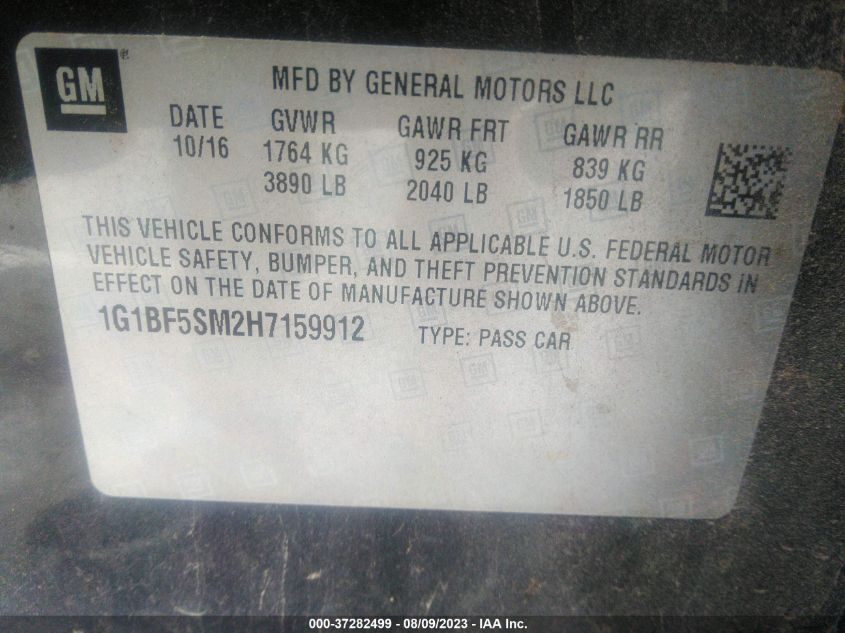 GM
MFD BY GENERAL MOTORS LLC
DATE GVWR GAWR FRT GAWR RR
10/16 1764 KG 925 KG 839 KG
3890 LB 2040 LB 1850 LB
THIS VEHICLE CONFORMS TO ALL APPLICABLE U.S. FEDERAL MOTOR
VEHICLE SAFETY, BUMPER, AND THEFT PREVENTION STANDARDS IN
EFFECT ON THE DATE OF MANUFACTURE SHOWN ABOVE.
1G1BF5SM2H7159912 TYPE: PASS CAR
000-37282499 - 08/09/2023 - IAA Inc.